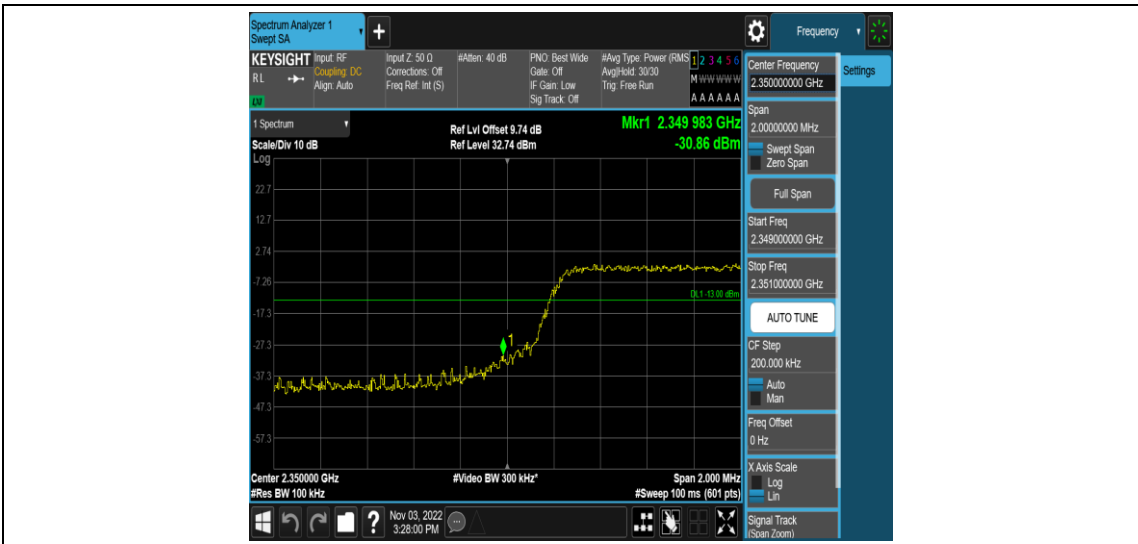 Spectrum Analyzer 1
Swept SA
+
Frequency
KEYSIGHT
RL
LXI
Input: RF
Coupling: DC
Align: Auto
Input Z: 50 Ω
Corrections: Off
Freq Ref: Int (S)
#Atten: 40 dB
PNO: Best Wide
Gate: Off
IF Gain: Low
Sig Track: Off
#Avg Type: Power (RMS
Avg|Hold: 30/30
Trig: Free Run
1 2 3 4 5 6
M W W W W W
A A A A A A
1 Spectrum
Scale/Div 10 dB
Log
Ref Lvl Offset 9.74 dB
Ref Level 32.74 dBm
Mkr1 2.349 983 GHz
-30.86 dBm
22.7
12.7
2.74
-7.26
-17.3
-27.3
-37.3
-47.3
-57.3
DL1 -13.00 dBm
1
Center 2.350000 GHz
#Res BW 100 kHz
#Video BW 300 kHz*
Span 2.000 MHz
#Sweep 100 ms (601 pts)
?
Nov 03, 2022
3:28:00 PM
Center Frequency
2.350000000 GHz
Settings
Span
2.00000000 MHz
Swept Span
Zero Span
Full Span
Start Freq
2.349000000 GHz
Stop Freq
2.351000000 GHz
AUTO TUNE
CF Step
200.000 kHz
Auto
Man
Freq Offset
0 Hz
X Axis Scale
Log
Lin
Signal Track
(Span Zoom)